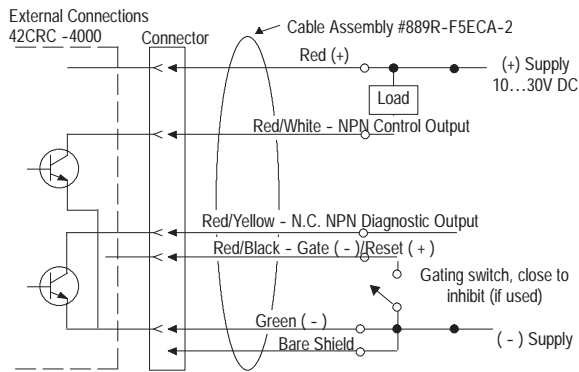 External Connections
42CRC -4000
Connector
Cable Assembly #889R-F5ECA-2
Red (+)
(+) Supply
10…30V DC
Load
Red/White - NPN Control Output
Red/Yellow - N.C. NPN Diagnostic Output
Red/Black - Gate ( - )/Reset ( + )
Gating switch, close to
inhibit (if used)
Green ( - )
( - ) Supply
Bare Shield